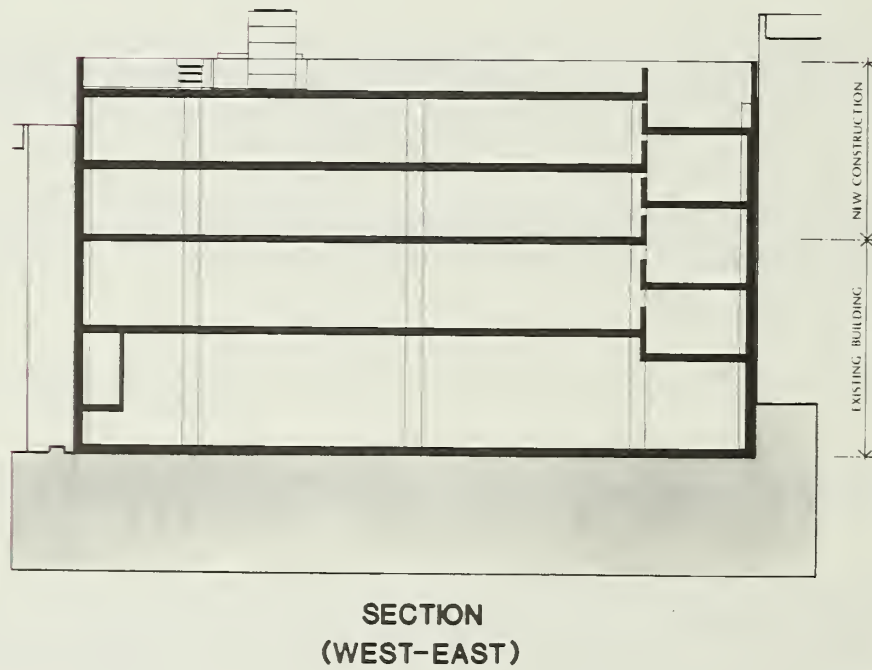 NEW CONSTRUCTION
EXISTING BUILDING
SECTION
(WEST-EAST)